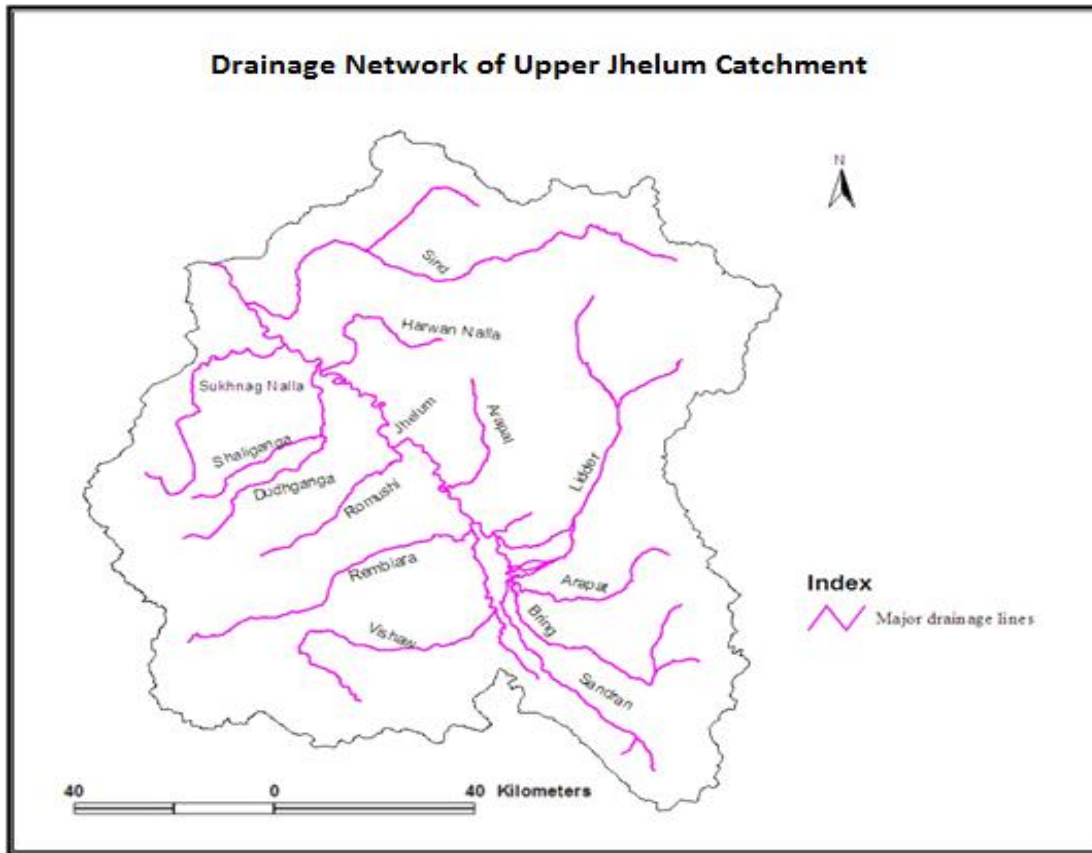 Drainage Network of Upper Jhelum Catchment
N
Sind
Harwan Nalla
Sukhnag Nalla
Jhelum
Arapal
Shaliganga
Lidder
Dudhganga
Romushi
Rembiara
Arapat
Index
Major drainage lines
Bring
Vishaw
Sandran
40 0 40 Kilometers